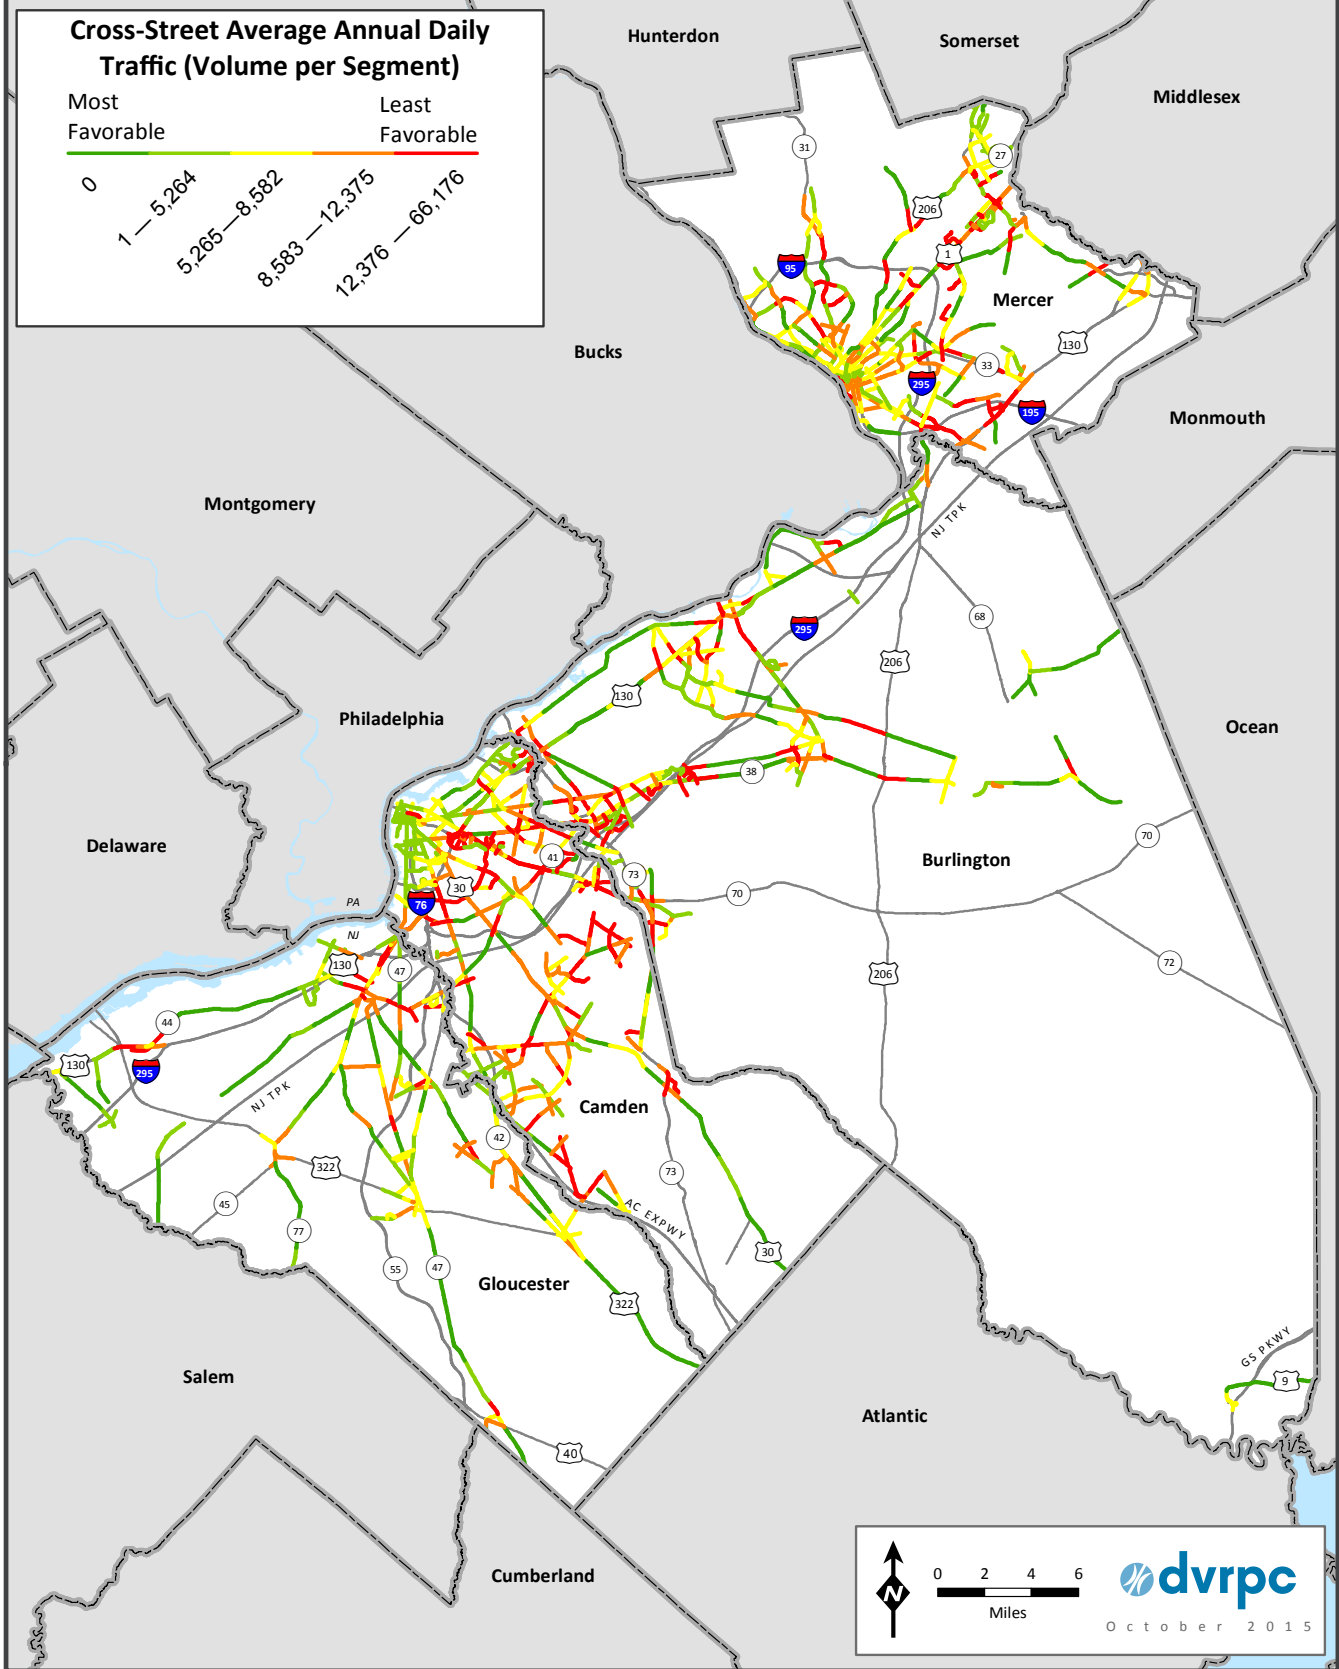 Cross-Street Average Annual Daily
Traffic (Volume per Segment)
Most
Favorable
Least
Favorable
0
1 — 5,264
5,265 —8,582
8,583 —12,375
12,376 — 66,176
Hunterdon
Somerset
Middlesex
31
27
206
1
95
Mercer
130
33
295
195
Bucks
Monmouth
Montgomery
NJ TPK
68
295
206
130
Philadelphia
Ocean
38
70
Delaware
41
Burlington
73
30
70
76
PA
NJ
130
47
72
206
44
130
295
NJ TPK
Camden
42
322
73
45
AC EXPWY
77
30
55
47
Gloucester
322
GS PKWY
9
Salem
Atlantic
40
Cumberland
N
0 2 4 6
Miles
dvrpc
October 2015